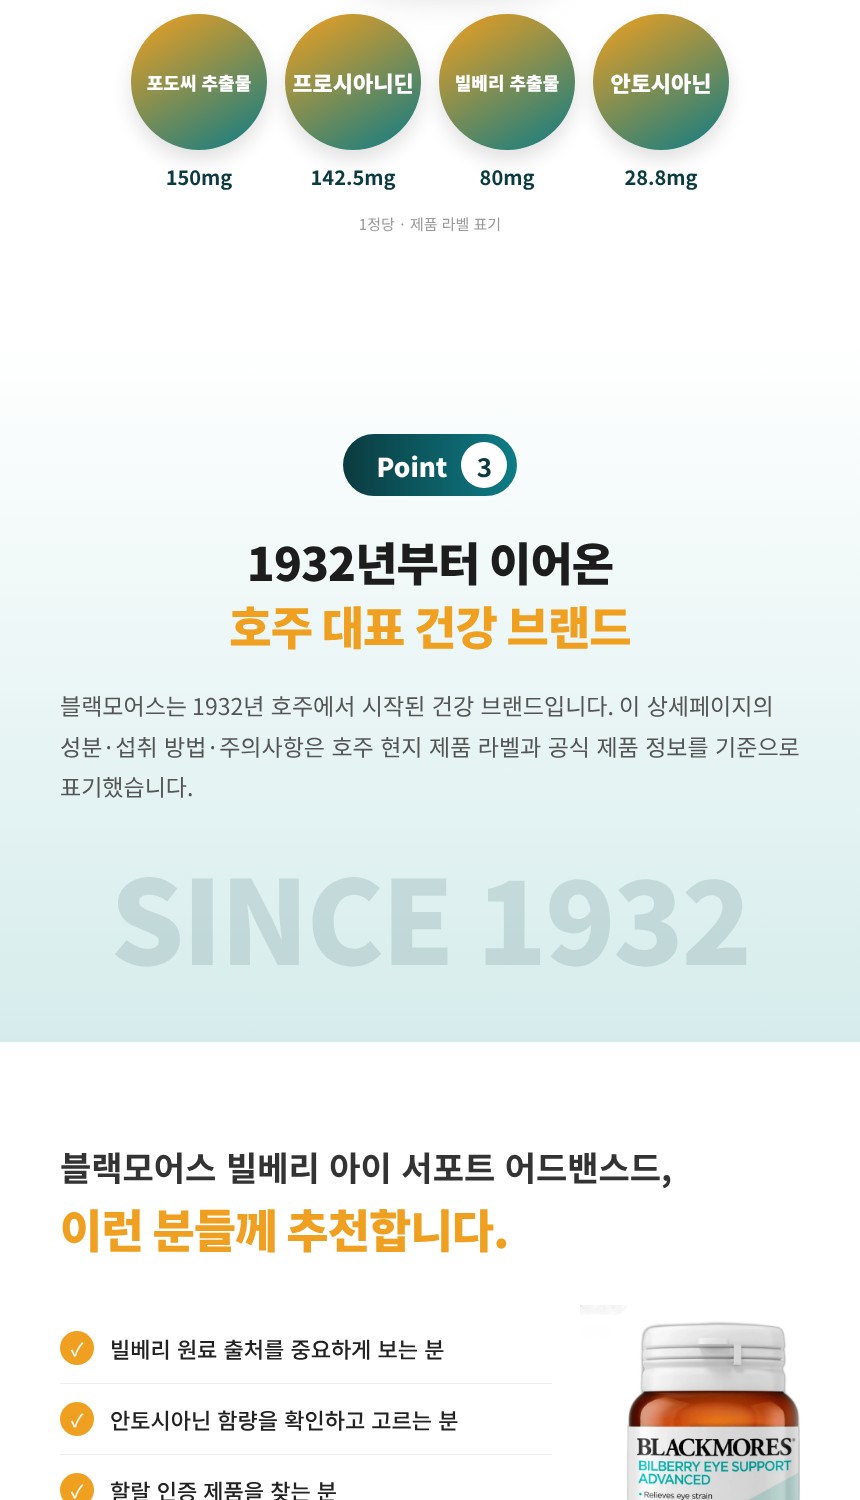 포도씨 추출물
프로시아니딘
빌베리 추출물
안토시아닌
150mg
142.5mg
80mg
28.8mg
1정당 · 제품 라벨 표기
Point 3
1932년부터 이어온
호주 대표 건강 브랜드
블랙모어스는 1932년 호주에서 시작된 건강 브랜드입니다. 이 상세페이지의
성분·섭취 방법·주의사항은 호주 현지 제품 라벨과 공식 제품 정보를 기준으로
표기했습니다.
SINCE 1932
블랙모어스 빌베리 아이 서포트 어드밴스드,
이런 분들께 추천합니다.
빌베리 원료 출처를 중요하게 보는 분
안토시아닌 함량을 확인하고 고르는 분
할랄 인증 제품을 찾는 분
BLACKMORES®
BILBERRY EYE SUPPORT
ADVANCED
• Relieves eye strain